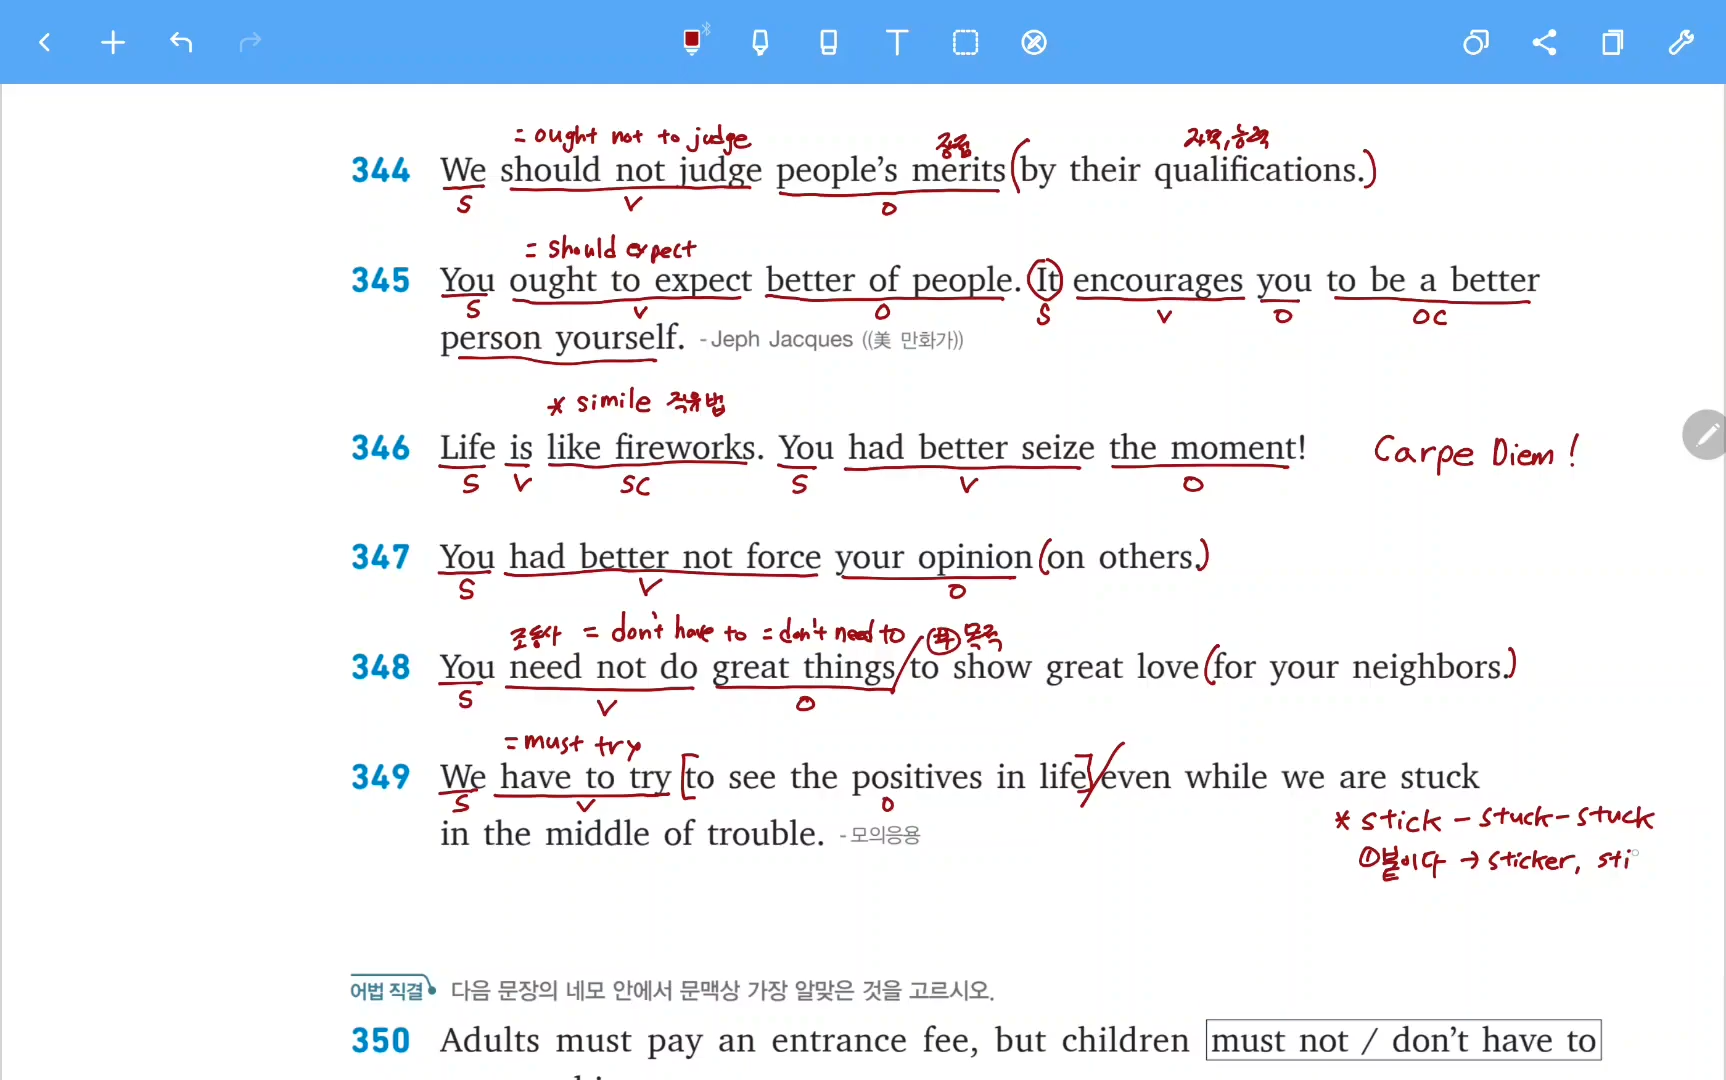 = ought not to judge 장점 자격, 능력
344 We should not judge people's merits (by their qualifications.)
S V O
= should expect
345 You ought to expect better of people. It encourages you to be a better
S V O S V O OC
person yourself. - Jeph Jacques ((美 만화가))
* simile 직유법
346 Life is like fireworks. You had better seize the moment! Carpe Diem!
S V SC S V O
347 You had better not force your opinion (on others.)
S V O
조동사 = don't have to = don't need to 부 목적
348 You need not do great things / to show great love (for your neighbors.)
S V O
= must try
349 We have to try [to see the positives in life] / even while we are stuck
S V O
in the middle of trouble. - 모의응용
* stick - stuck - stuck
① 붙이다 → sticker, sti
어법 직결 다음 문장의 네모 안에서 문맥상 가장 알맞은 것을 고르시오.
350 Adults must pay an entrance fee, but children must not / don't have to